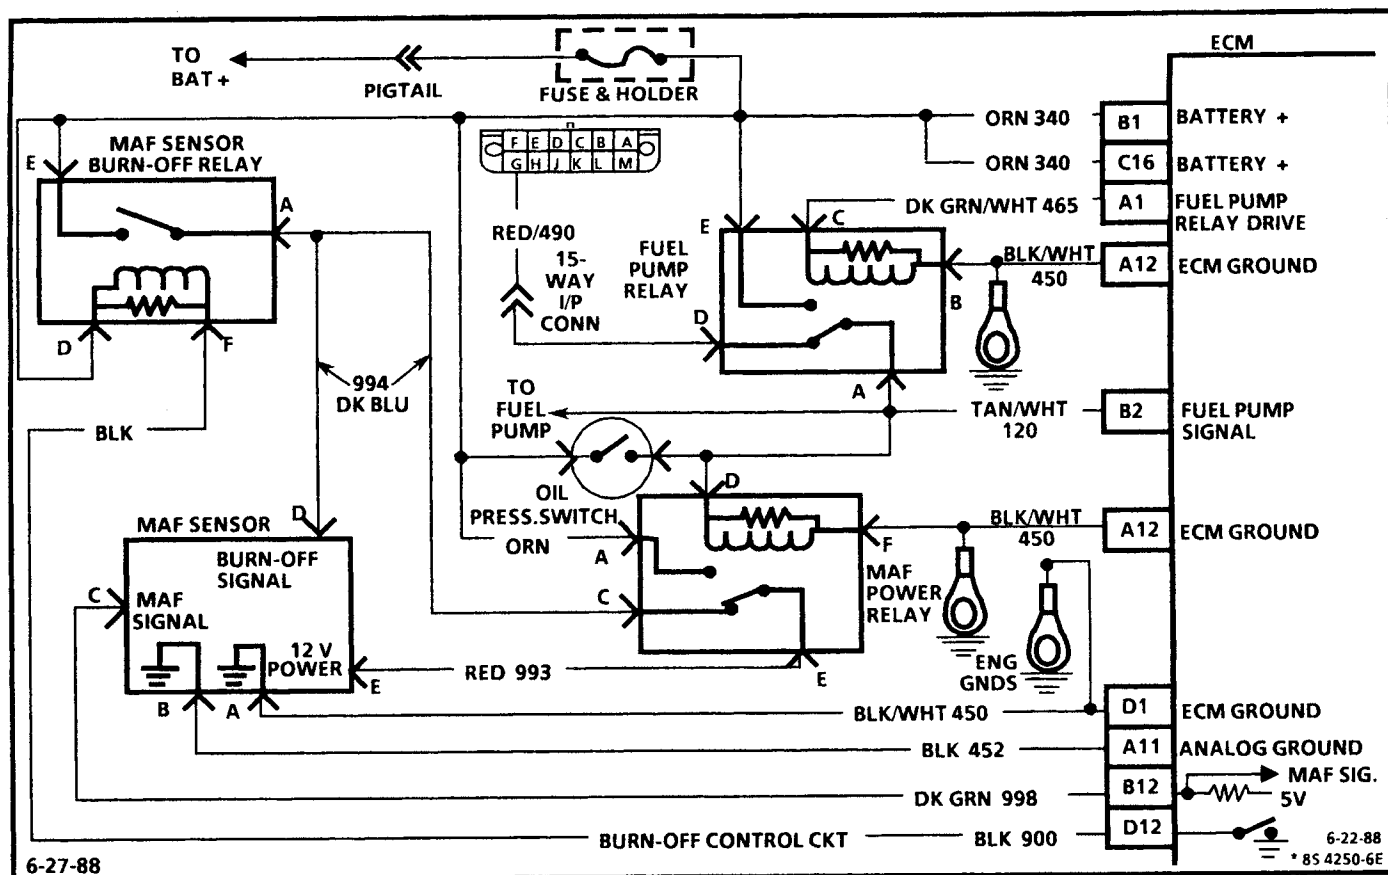 ECM
TO
BAT +
PIGTAIL
FUSE & HOLDER
ORN 340
B1
BATTERY +
MAF SENSOR
BURN-OFF RELAY
F E D C B A
G H J K L M
ORN 340
C16
BATTERY +
E
A
DK GRN/WHT 465
A1
FUEL PUMP
RELAY DRIVE
RED/490
E
C
FUEL
PUMP
RELAY
15-
WAY
I/P
CONN
BLK/WHT
450
A12
ECM GROUND
B
D
D
F
994
DK BLU
A
TO
FUEL
PUMP
TAN/WHT
120
B2
FUEL PUMP
SIGNAL
BLK
OIL
PRESS.SWITCH
D
MAF SENSOR
D
ORN
A
BLK/WHT
450
A12
ECM GROUND
F
BURN-OFF
SIGNAL
MAF
POWER
RELAY
C
MAF
SIGNAL
C
12 V
POWER
E
RED 993
E
ENG
GNDS
B
A
BLK/WHT 450
D1
ECM GROUND
BLK 452
A11
ANALOG GROUND
DK GRN 998
B12
MAF SIG.
5V
BURN-OFF CONTROL CKT
BLK 900
D12
6-27-88
6-22-88
* 8S 4250-6E